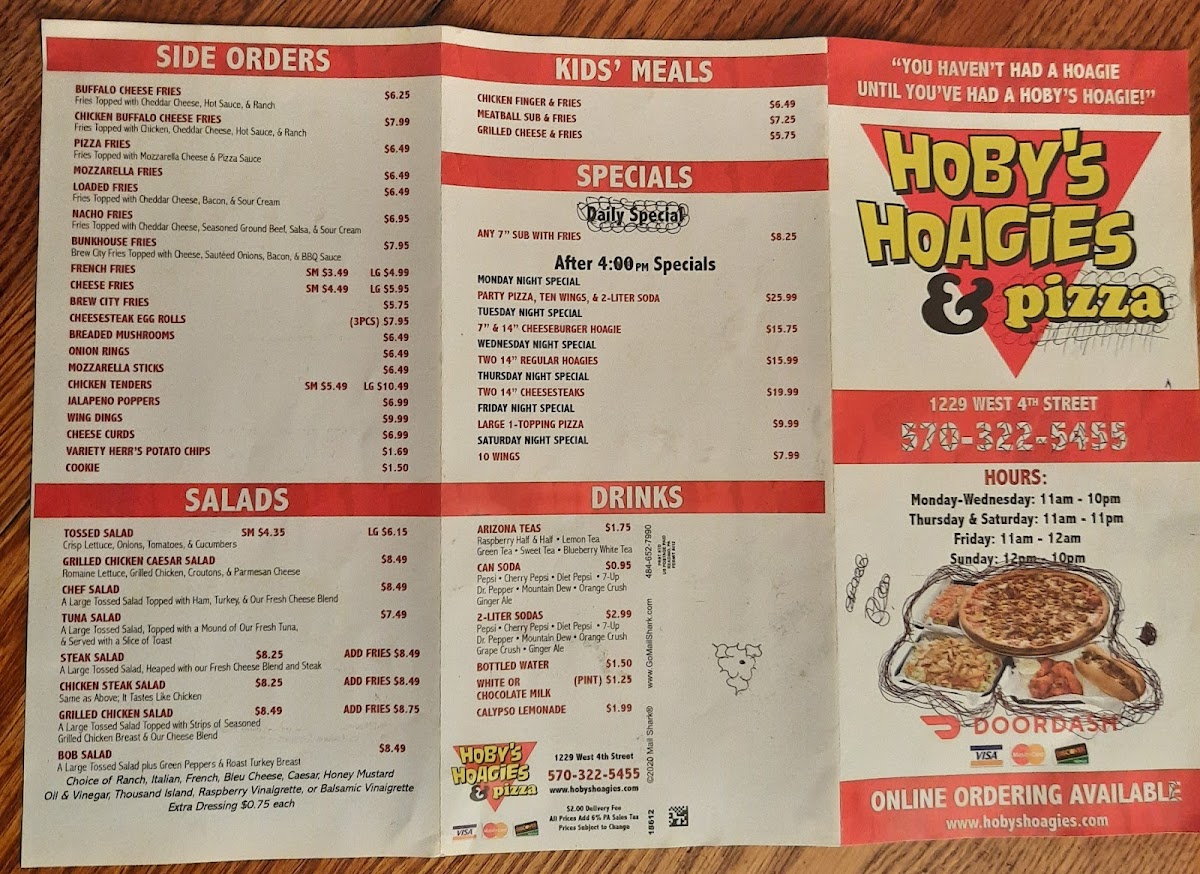 SIDE ORDERS
BUFFALO CHEESE FRIES $6.25
Fries Topped with Cheddar Cheese, Hot Sauce, & Ranch
CHICKEN BUFFALO CHEESE FRIES $7.99
Fries Topped with Chicken, Cheddar Cheese, Hot Sauce, & Ranch
PIZZA FRIES $6.49
Fries Topped with Mozzarella Cheese & Pizza Sauce
MOZZARELLA FRIES $6.49
LOADED FRIES $6.49
Fries Topped with Cheddar Cheese, Bacon, & Sour Cream
NACHO FRIES $6.95
Fries Topped with Cheddar Cheese, Seasoned Ground Beef, Salsa, & Sour Cream
BUNKHOUSE FRIES $7.95
Brew City Fries Topped with Cheese, Sautéed Onions, Bacon, & BBQ Sauce
FRENCH FRIES SM $3.49 LG $4.99
CHEESE FRIES SM $4.49 LG $5.95
BREW CITY FRIES $5.75
CHEESESTEAK EGG ROLLS (3PCS) $7.95
BREADED MUSHROOMS $6.49
ONION RINGS $6.49
MOZZARELLA STICKS $6.49
CHICKEN TENDERS SM $5.49 LG $10.49
JALAPENO POPPERS $6.99
WING DINGS $9.99
CHEESE CURDS $6.99
VARIETY HERR'S POTATO CHIPS $1.69
COOKIE $1.50
SALADS
TOSSED SALAD SM $4.35 LG $6.15
Crisp Lettuce, Onions, Tomatoes, & Cucumbers
GRILLED CHICKEN CAESAR SALAD $8.49
Romaine Lettuce, Grilled Chicken, Croutons, & Parmesan Cheese
CHEF SALAD $8.49
A Large Tossed Salad Topped with Ham, Turkey, & Our Fresh Cheese Blend
TUNA SALAD $7.49
A Large Tossed Salad, Topped with a Mound of Our Fresh Tuna,
& Served with a Slice of Toast
STEAK SALAD $8.25 ADD FRIES $8.49
A Large Tossed Salad, Heaped with our Fresh Cheese Blend and Steak
CHICKEN STEAK SALAD $8.25 ADD FRIES $8.49
Same as Above; It Tastes Like Chicken
GRILLED CHICKEN SALAD $8.49 ADD FRIES $8.75
A Large Tossed Salad Topped with Strips of Seasoned
Grilled Chicken Breast & Our Cheese Blend
BOB SALAD $8.49
A Large Tossed Salad plus Green Peppers & Roast Turkey Breast
Choice of Ranch, Italian, French, Bleu Cheese, Caesar, Honey Mustard
Oil & Vinegar, Thousand Island, Raspberry Vinaigrette, or Balsamic Vinaigrette
Extra Dressing $0.75 each
KIDS' MEALS
CHICKEN FINGER & FRIES $6.49
MEATBALL SUB & FRIES $7.25
GRILLED CHEESE & FRIES $5.75
SPECIALS
Daily Special
ANY 7" SUB WITH FRIES $8.25
After 4:00 PM Specials
MONDAY NIGHT SPECIAL
PARTY PIZZA, TEN WINGS, & 2-LITER SODA $25.99
TUESDAY NIGHT SPECIAL
7" & 14" CHEESEBURGER HOAGIE $15.75
WEDNESDAY NIGHT SPECIAL
TWO 14" REGULAR HOAGIES $15.99
THURSDAY NIGHT SPECIAL
TWO 14" CHEESESTEAKS $19.99
FRIDAY NIGHT SPECIAL
LARGE 1-TOPPING PIZZA $9.99
SATURDAY NIGHT SPECIAL
10 WINGS $7.99
DRINKS
ARIZONA TEAS $1.75
Raspberry Half & Half • Lemon Tea
Green Tea • Sweet Tea • Blueberry White Tea
CAN SODA $0.95
Pepsi • Cherry Pepsi • Diet Pepsi • 7-Up
Dr. Pepper • Mountain Dew • Orange Crush
Ginger Ale
2-LITER SODAS $2.99
Pepsi • Cherry Pepsi • Diet Pepsi • 7-Up
Dr. Pepper • Mountain Dew • Orange Crush
Grape Crush • Ginger Ale
BOTTLED WATER $1.50
WHITE OR (PINT) $1.25
CHOCOLATE MILK
CALYPSO LEMONADE $1.99
HOBY'S
HOAGIES
& pizza
1229 West 4th Street
570-322-5455
www.hobyshoagies.com
$2.00 Delivery Fee
All Prices Add 6% PA Sales Tax
Prices Subject to Change
VISA
18612 ©2020 Mail Shark® www.GoMailShark.com 484-652-7990
"YOU HAVEN'T HAD A HOAGIE
UNTIL YOU'VE HAD A HOBY'S HOAGIE!"
HOBY'S
HOAGIES
& pizza
1229 WEST 4TH STREET
570-322-5455
HOURS:
Monday-Wednesday: 11am - 10pm
Thursday & Saturday: 11am - 11pm
Friday: 11am - 12am
Sunday: 12pm - 10pm
DOORDASH
VISA
ONLINE ORDERING AVAILABLE
www.hobyshoagies.com